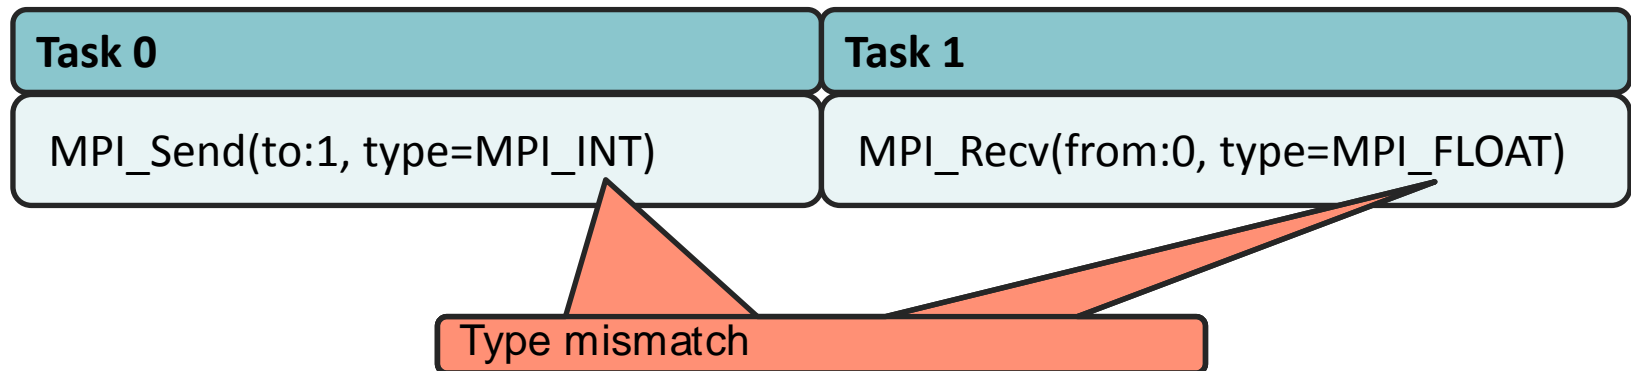 Task 0
Task 1
MPI_Send(to:1, type=MPI_INT)
MPI_Recv(from:0, type=MPI_FLOAT)
Type mismatch